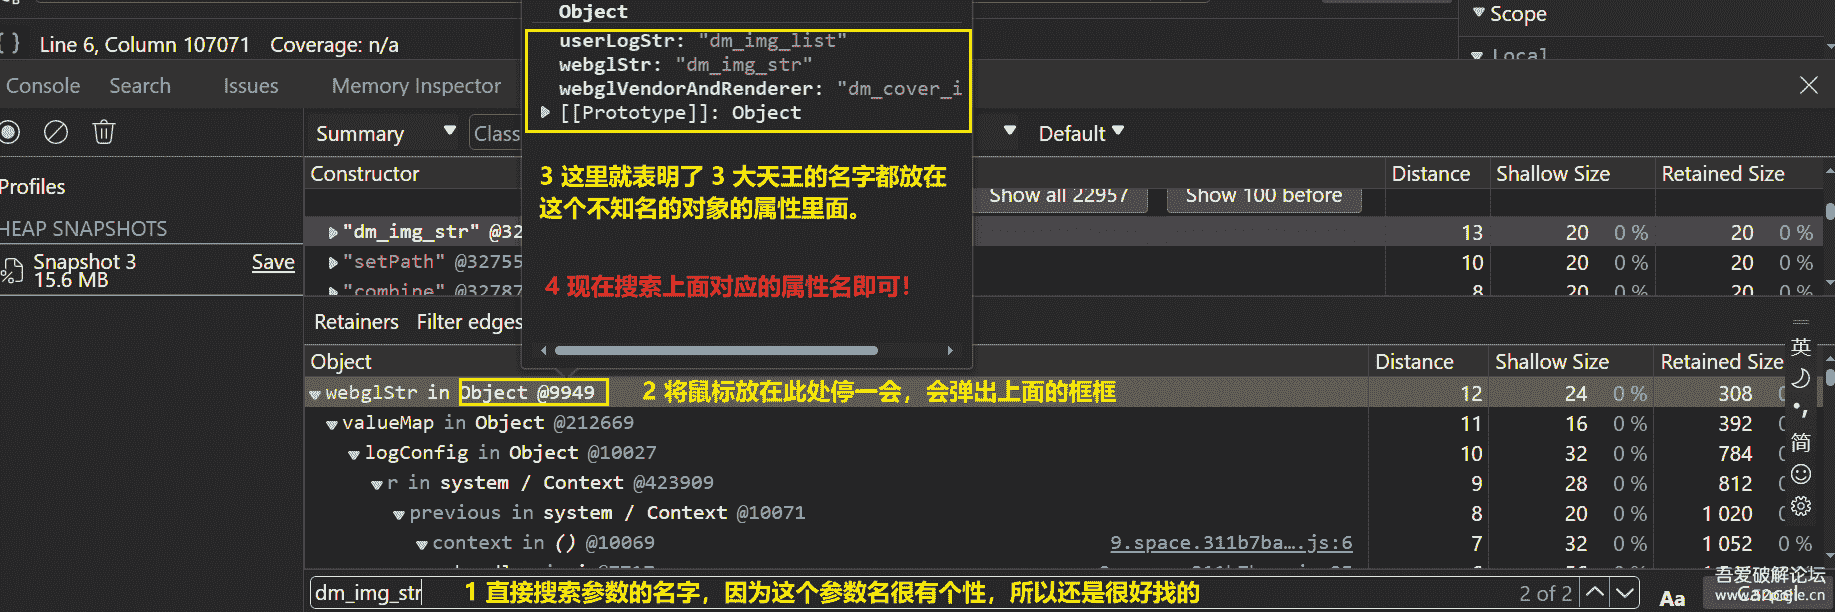 Object
Scope
{ } Line 6, Column 107071 Coverage: n/a
userLogStr: "dm_img_list"
Local
webglStr: "dm_img_str"
Console Search Issues Memory Inspector
webglVendorAndRenderer: "dm_cover_i
[[Prototype]]: Object
Summary Class Default
Constructor Distance Shallow Size Retained Size
Profiles
3 这里就表明了 3 大天王的名字都放在
这个不知名的对象的属性里面。
Show all 22957 Show 100 before
HEAP SNAPSHOTS
"dm_img_str" @32 13 20 0 % 20 0 %
Snapshot 3 Save
15.6 MB
"setPath" @32755 10 20 0 % 20 0 %
"combine" @32787 8 20 0 % 20 0 %
4 现在搜索上面对应的属性名即可!
Retainers Filter edges
Object Distance Shallow Size Retained Size
webglStr in Object @9949 12 24 0 % 308
2 将鼠标放在此处停一会，会弹出上面的框框
valueMap in Object @212669 11 16 0 % 392
logConfig in Object @10027 10 32 0 % 784
r in system / Context @423909 9 28 0 % 812
previous in system / Context @10071 8 20 0 % 1 020
context in () @10069 9.space.311b7ba….js:6 7 32 0 % 1 052 0 %
英
简
dm_img_str 2 of 2 Aa Cancel
1 直接搜索参数的名字，因为这个参数名很有个性，所以还是很好找的
吾爱破解论坛
www.52pojie.cn